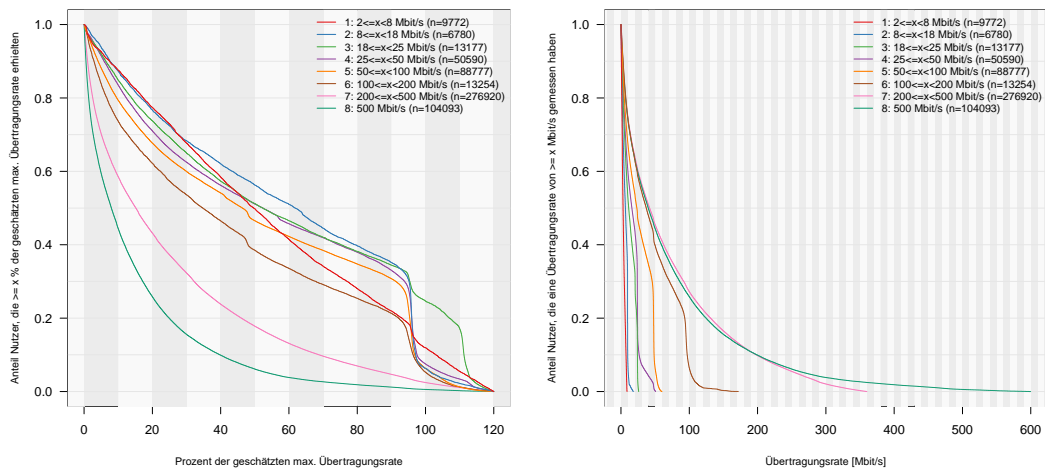 Anteil Nutzer, die >= x % der geschätzten max. Übertragungsrate erhielten
1.0
0.8
0.6
0.4
0.2
0.0
1: 2<=x<8 Mbit/s (n=9772)
2: 8<=x<18 Mbit/s (n=6780)
3: 18<=x<25 Mbit/s (n=13177)
4: 25<=x<50 Mbit/s (n=50590)
5: 50<=x<100 Mbit/s (n=88777)
6: 100<=x<200 Mbit/s (n=13254)
7: 200<=x<500 Mbit/s (n=276920)
8: 500 Mbit/s (n=104093)
0 20 40 60 80 100 120
Prozent der geschätzten max. Übertragungsrate
Anteil Nutzer, die eine Übertragungsrate von >= x Mbit/s gemessen haben
1.0
0.8
0.6
0.4
0.2
0.0
1: 2<=x<8 Mbit/s (n=9772)
2: 8<=x<18 Mbit/s (n=6780)
3: 18<=x<25 Mbit/s (n=13177)
4: 25<=x<50 Mbit/s (n=50590)
5: 50<=x<100 Mbit/s (n=88777)
6: 100<=x<200 Mbit/s (n=13254)
7: 200<=x<500 Mbit/s (n=276920)
8: 500 Mbit/s (n=104093)
0 100 200 300 400 500 600
Übertragungsrate [Mbit/s]